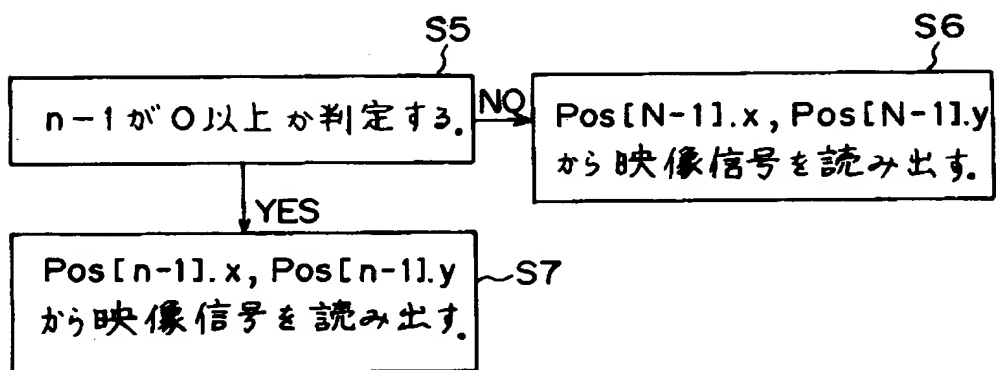 S5
n-1が0以上か判定する.
NO
S6
Pos[N-1].x, Pos[N-1].y
から映像信号を読み出す.
YES
Pos[n-1].x, Pos[n-1].y
から映像信号を読み出す.
S7